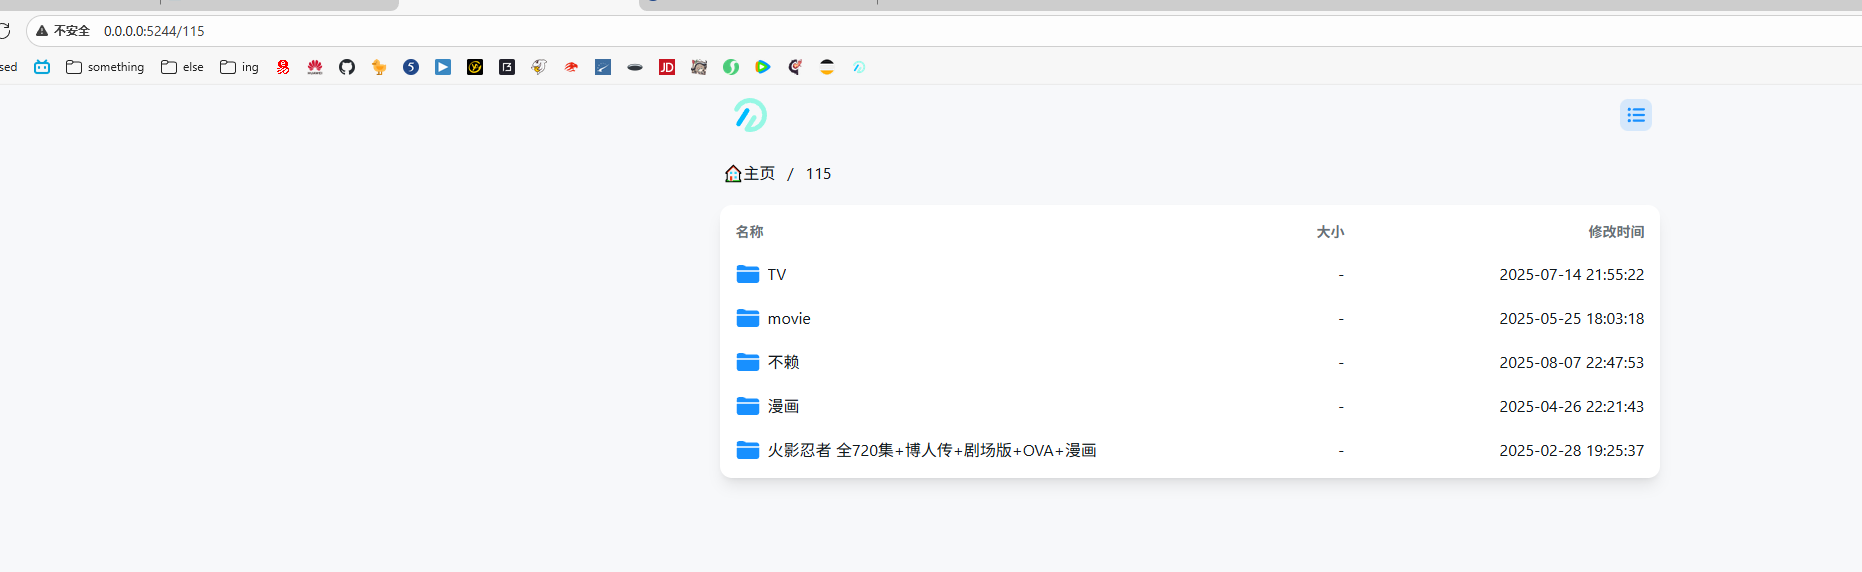 不安全 0.0.0.0:5244/115
sed something else ing JD
主页 / 115
名称 大小 修改时间
TV - 2025-07-14 21:55:22
movie - 2025-05-25 18:03:18
不赖 - 2025-08-07 22:47:53
漫画 - 2025-04-26 22:21:43
火影忍者 全720集+博人传+剧场版+OVA+漫画 - 2025-02-28 19:25:37